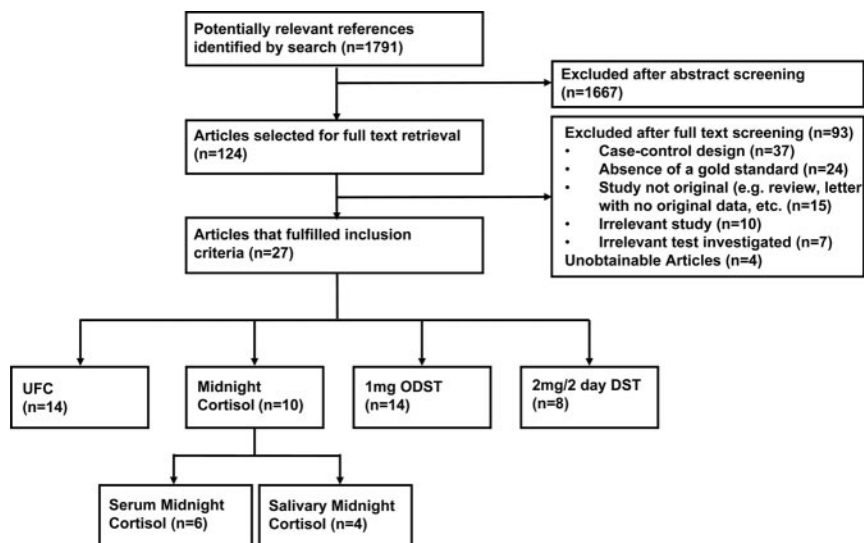 Potentially relevant references
identified by search (n=1791)
Excluded after abstract screening
(n=1667)
Articles selected for full text retrieval
(n=124)
Excluded after full text screening (n=93)
• Case-control design (n=37)
• Absence of a gold standard (n=24)
• Study not original (e.g. review, letter
with no original data, etc. (n=15)
• Irrelevant study (n=10)
• Irrelevant test investigated (n=7)
Unobtainable Articles (n=4)
Articles that fulfilled inclusion
criteria (n=27)
UFC
(n=14)
Midnight
Cortisol (n=10)
1mg ODST
(n=14)
2mg/2 day DST
(n=8)
Serum Midnight
Cortisol (n=6)
Salivary Midnight
Cortisol (n=4)